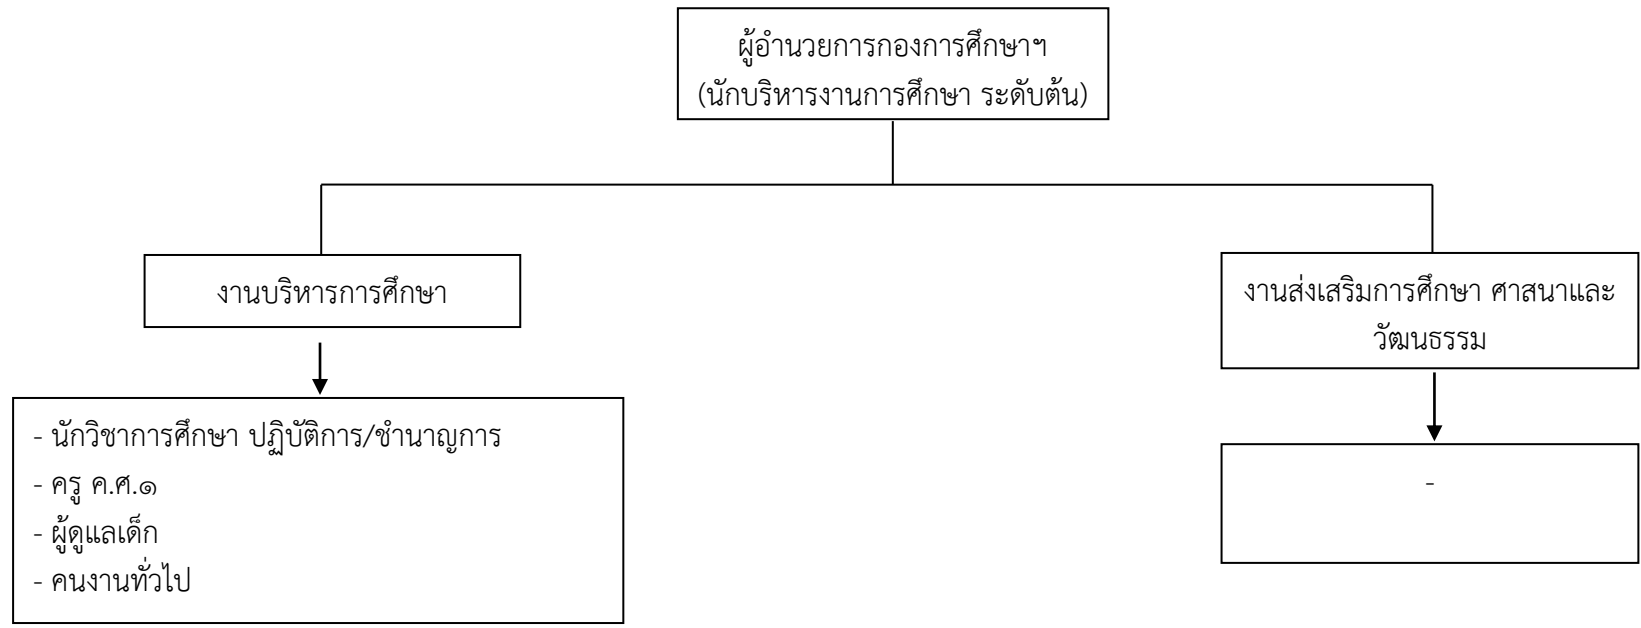 ผู้อำนวยการกองการศึกษาฯ
(นักบริหารงานการศึกษา ระดับต้น)
งานบริหารการศึกษา
งานส่งเสริมการศึกษา ศาสนาและ
วัฒนธรรม
- นักวิชาการศึกษา ปฏิบัติการ/ชำนาญการ
- ครู ค.ศ.๑
- ผู้ดูแลเด็ก
- คนงานทั่วไป
-